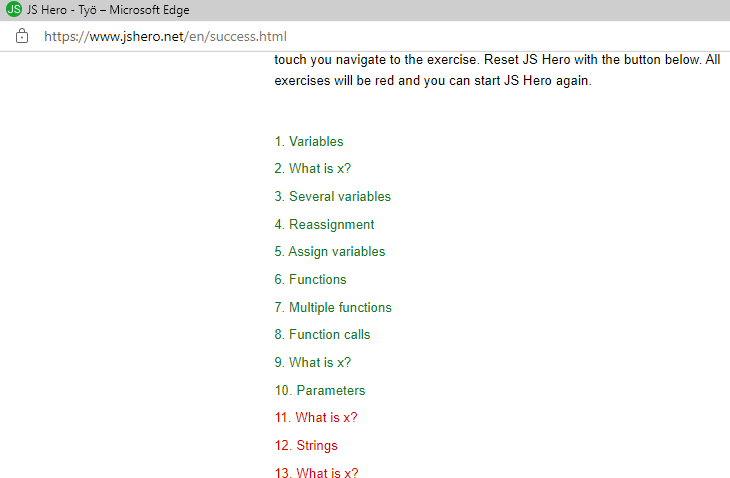 JS JS Hero - Työ – Microsoft Edge
https://www.jshero.net/en/success.html
touch you navigate to the exercise. Reset JS Hero with the button below. All
exercises will be red and you can start JS Hero again.
1. Variables
2. What is x?
3. Several variables
4. Reassignment
5. Assign variables
6. Functions
7. Multiple functions
8. Function calls
9. What is x?
10. Parameters
11. What is x?
12. Strings
13. What is x?